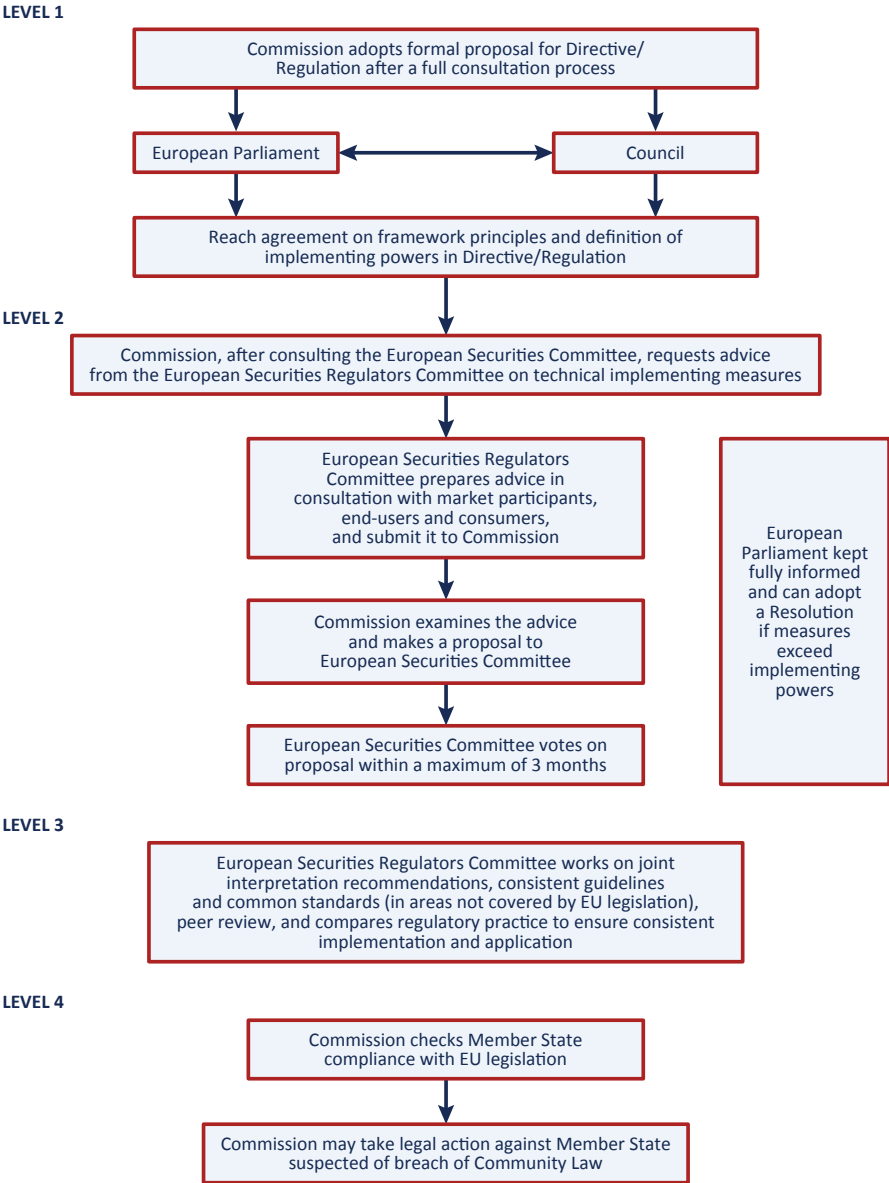 LEVEL 1
Commission adopts formal proposal for Directive/
Regulation after a full consultation process
European Parliament
Council
Reach agreement on framework principles and definition of
implementing powers in Directive/Regulation
LEVEL 2
Commission, after consulting the European Securities Committee, requests advice
from the European Securities Regulators Committee on technical implementing measures
European Securities Regulators
Committee prepares advice in
consultation with market participants,
end-users and consumers,
and submit it to Commission
Commission examines the advice
and makes a proposal to
European Securities Committee
European Securities Committee votes on
proposal within a maximum of 3 months
European
Parliament kept
fully informed
and can adopt
a Resolution
if measures
exceed
implementing
powers
LEVEL 3
European Securities Regulators Committee works on joint
interpretation recommendations, consistent guidelines
and common standards (in areas not covered by EU legislation),
peer review, and compares regulatory practice to ensure consistent
implementation and application
LEVEL 4
Commission checks Member State
compliance with EU legislation
Commission may take legal action against Member State
suspected of breach of Community Law